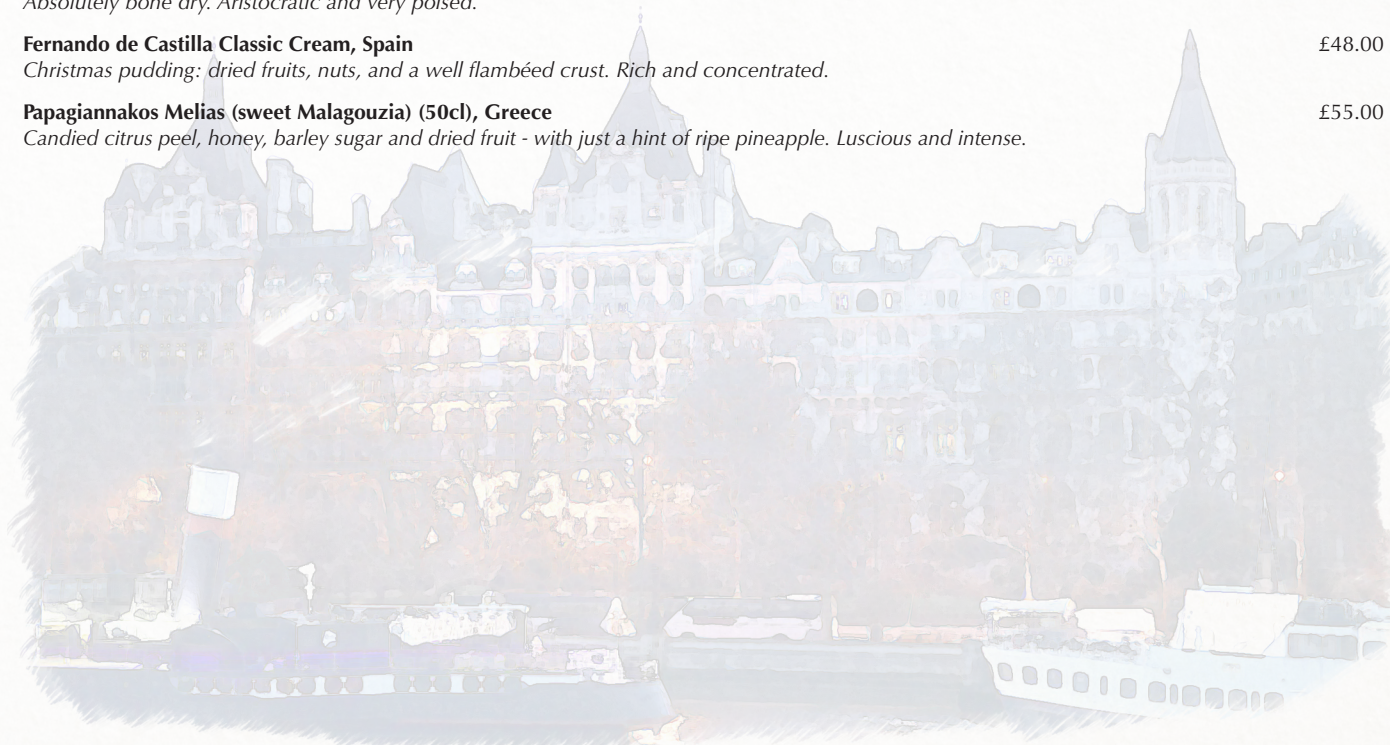 Absolutely bone dry. Aristocratic and very poised.
Fernando de Castilla Classic Cream, Spain £48.00
Christmas pudding: dried fruits, nuts, and a well flambéed crust. Rich and concentrated.
Papagiannakos Melias (sweet Malagouzia) (50cl), Greece £55.00
Candied citrus peel, honey, barley sugar and dried fruit - with just a hint of ripe pineapple. Luscious and intense.